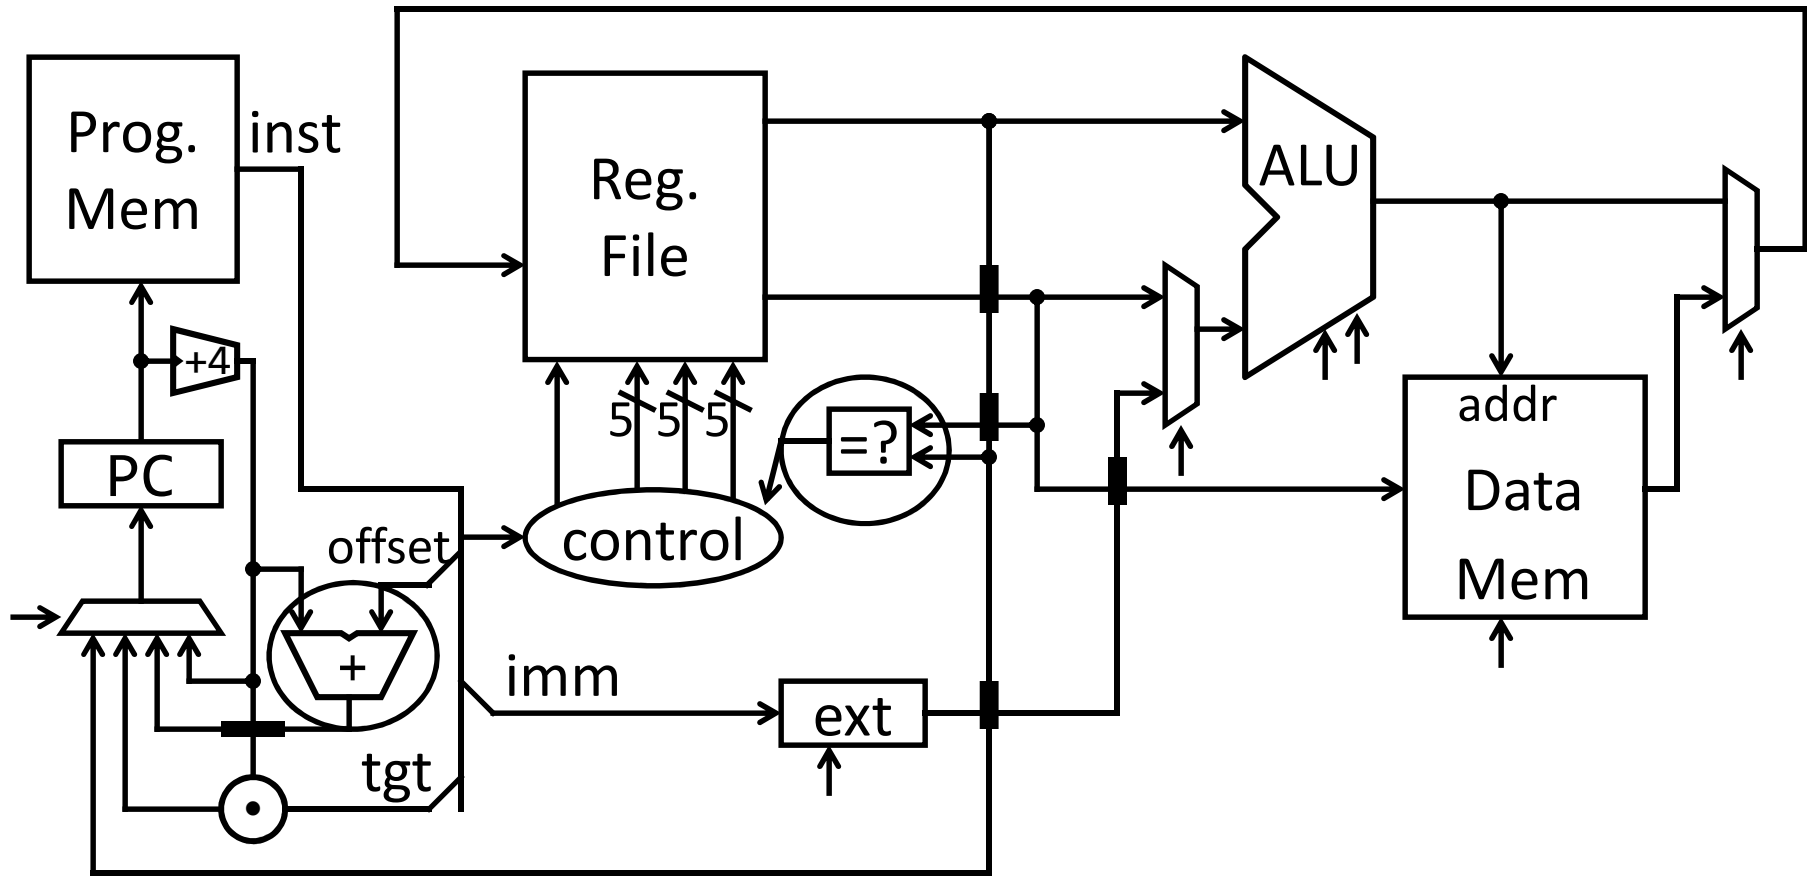 Prog.
Mem
inst
Reg.
File
ALU
+4
5
5
5
=?
addr
Data
Mem
PC
offset
control
+
imm
ext
tgt